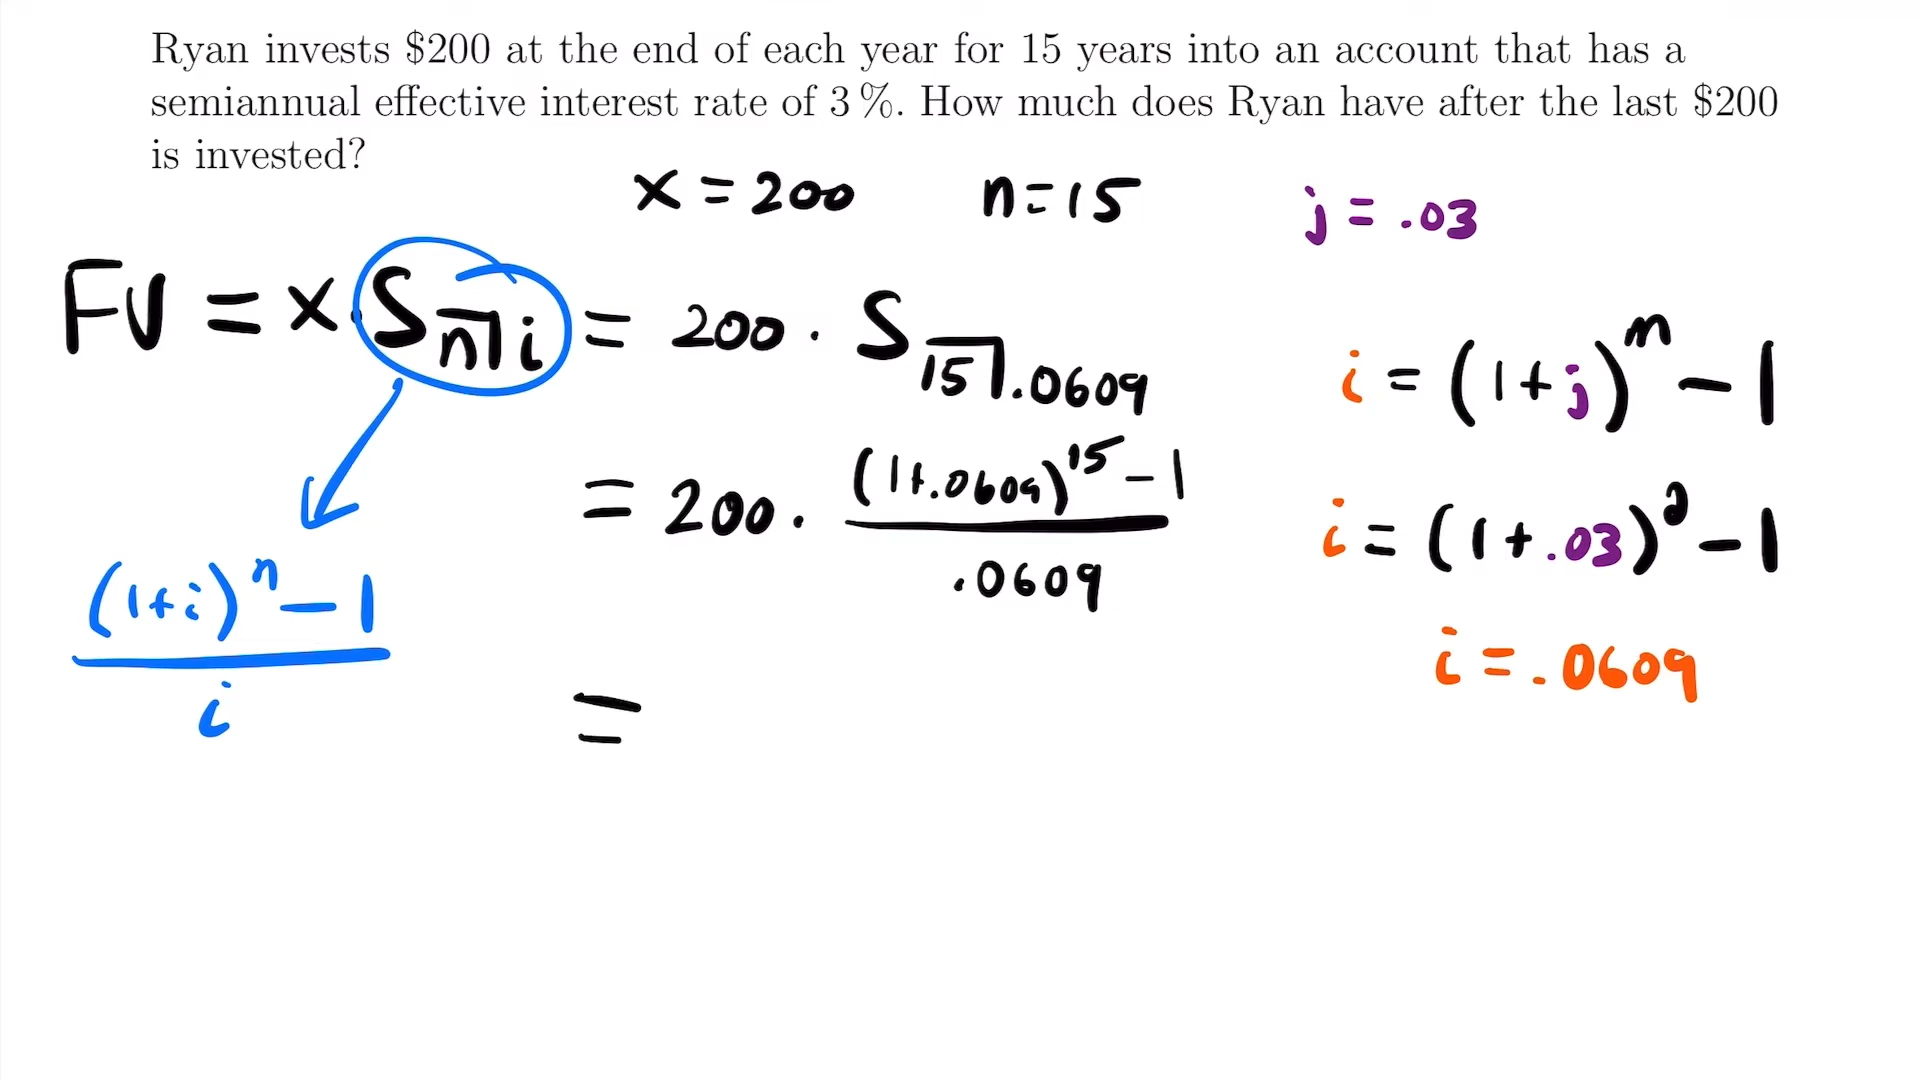 Ryan invests $200 at the end of each year for 15 years into an account that has a
semiannual effective interest rate of 3 %. How much does Ryan have after the last $200
is invested?
x = 200 n = 15 j = .03
FV = x · S n̅| i = 200 · S 1̅5̅| .0609
i = (1 + j)^m − 1
= 200 · ((1 + .0609)^15 − 1) / .0609
i = (1 + .03)^2 − 1
((1 + i)^n − 1) / i
i = .0609
=